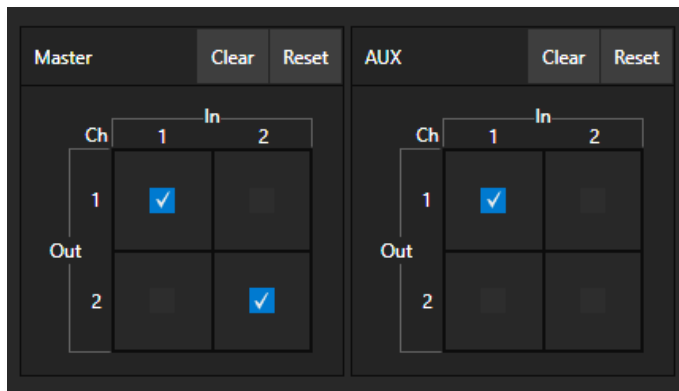 Master Clear Reset AUX Clear Reset
In In
Ch 1 2 Ch 1 2
1 1
Out Out
2 2